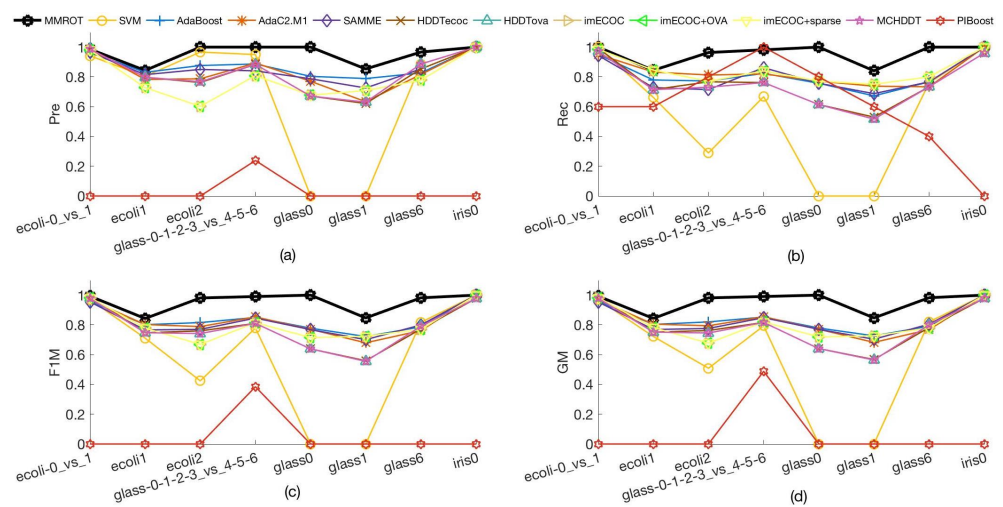 MMROT SVM AdaBoost AdaC2.M1 SAMME HDDTecoc HDDTova imECOC imECOC+OVA imECOC+sparse MCHDDT PIBoost
1
0.8
0.6
0.4
0.2
0
Pre
ecoli-0_vs_1 ecoli1 ecoli2 glass-0-1-2-3_vs_4-5-6 glass0 glass1 glass6 iris0
(a)
1
0.8
0.6
0.4
0.2
0
Rec
ecoli-0_vs_1 ecoli1 ecoli2 glass-0-1-2-3_vs_4-5-6 glass0 glass1 glass6 iris0
(b)
1
0.8
0.6
0.4
0.2
0
F1M
ecoli-0_vs_1 ecoli1 ecoli2 glass-0-1-2-3_vs_4-5-6 glass0 glass1 glass6 iris0
(c)
1
0.8
0.6
0.4
0.2
0
GM
ecoli-0_vs_1 ecoli1 ecoli2 glass-0-1-2-3_vs_4-5-6 glass0 glass1 glass6 iris0
(d)